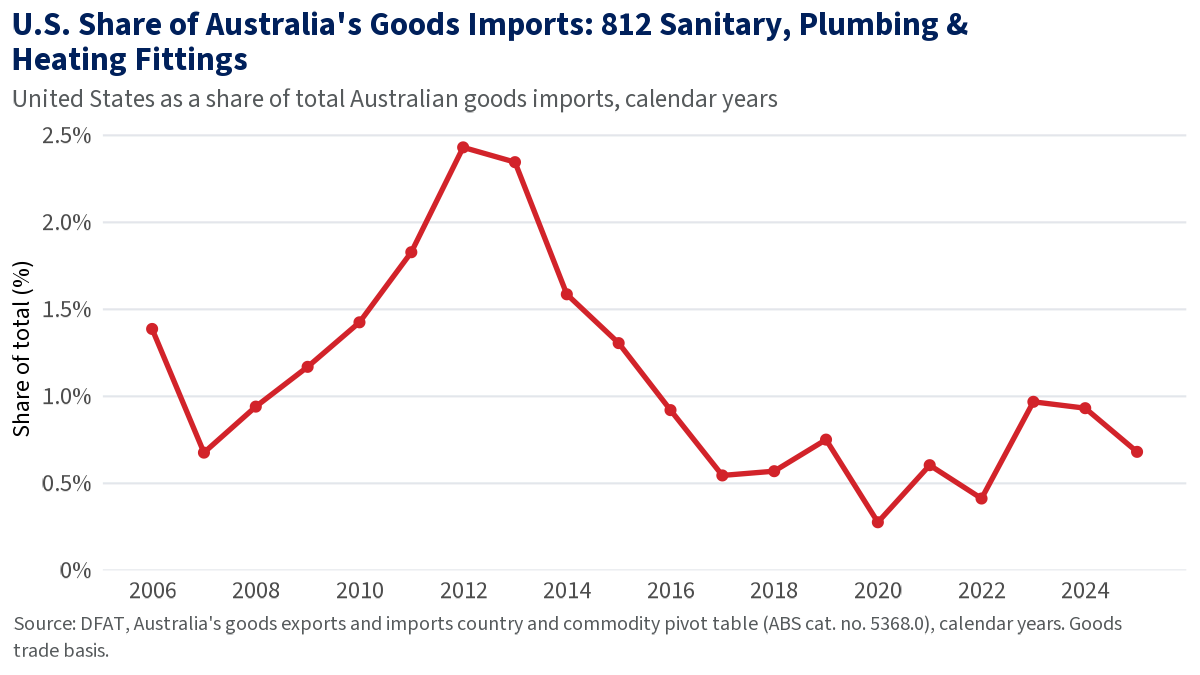 U.S. Share of Australia's Goods Imports: 812 Sanitary, Plumbing &
Heating Fittings
United States as a share of total Australian goods imports, calendar years
Share of total (%)
2.5%
2.0%
1.5%
1.0%
0.5%
0%
2006 2008 2010 2012 2014 2016 2018 2020 2022 2024
Source: DFAT, Australia's goods exports and imports country and commodity pivot table (ABS cat. no. 5368.0), calendar years. Goods
trade basis.